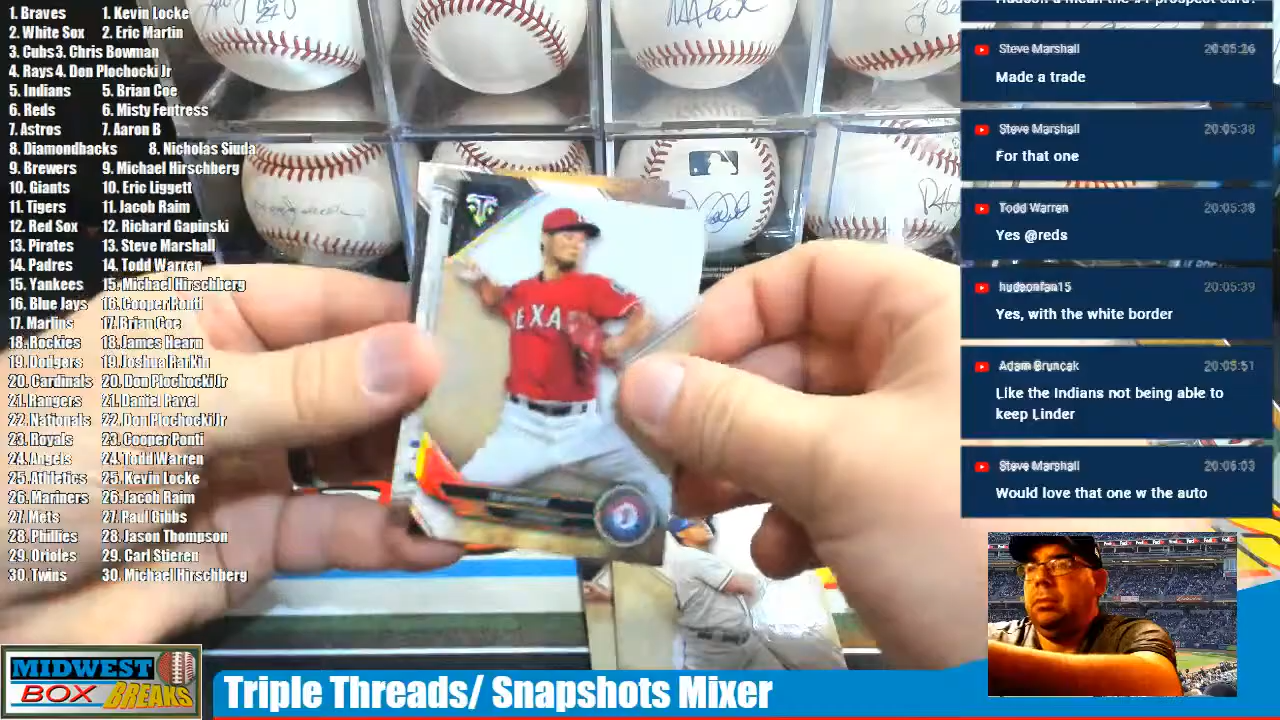 1. Braves 1. Kevin Locke
2. White Sox 2. Eric Martin
3. Cubs 3. Chris Bowman
4. Rays 4. Don Plochocki Jr
5. Indians 5. Brian Coe
6. Reds 6. Misty Fentress
7. Astros 7. Aaron B
8. Diamondbacks 8. Nicholas Siuda
9. Brewers 9. Michael Hirschberg
10. Giants 10. Eric Liggett
11. Tigers 11. Jacob Raim
12. Red Sox 12. Richard Gapinski
13. Pirates 13. Steve Marshall
14. Padres 14. Todd Warren
15. Yankees 15. Michael Hirschberg
16. Blue Jays 16. Cooper Ponti
17. Marlins 17. Brian Coe
18. Rockies 18. James Hearn
19. Dodgers 19. Joshua Parkin
20. Cardinals 20. Don Plochocki Jr
21. Rangers 21. Daniel Pavel
22. Nationals 22. Don Plochocki Jr
23. Royals 23. Cooper Ponti
24. Angels 24. Todd Warren
25. Athletics 25. Kevin Locke
26. Mariners 26. Jacob Raim
27. Mets 27. Paul Gibbs
28. Phillies 28. Jason Thompson
29. Orioles 29. Carl Stieren
30. Twins 30. Michael Hirschberg
EXA
Steve Marshall 20:05:26
Made a trade
Steve Marshall 20:05:38
For that one
Todd Warren 20:05:38
Yes @reds
hudsonfan15 20:05:39
Yes, with the white border
Adam Gruncak 20:05:51
Like the Indians not being able to
keep Linder
Steve Marshall 20:06:03
Would love that one w the auto
MIDWEST
BOX BREAKS
Triple Threads/ Snapshots Mixer